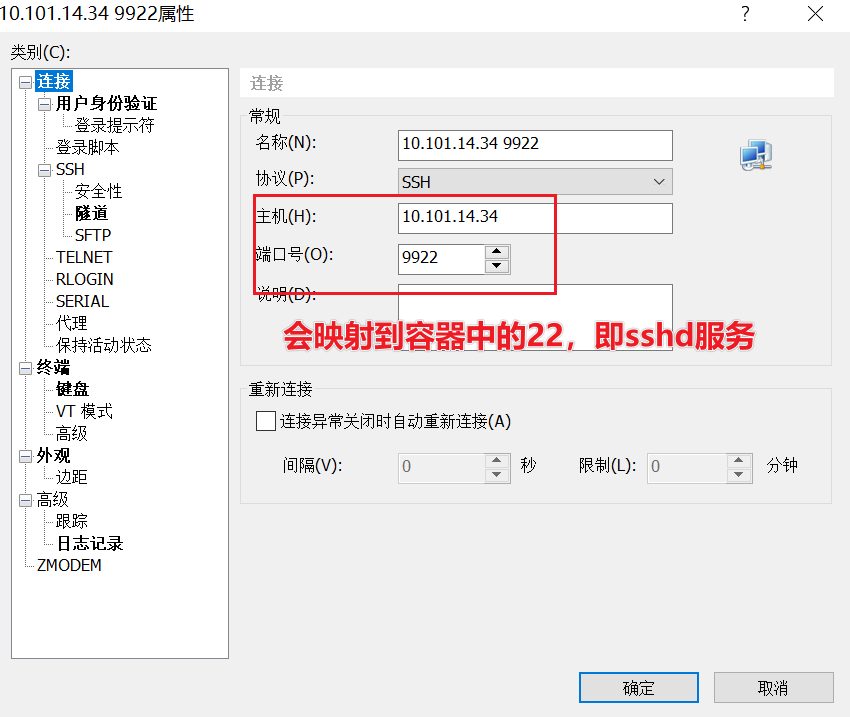 10.101.14.34 9922属性
?
类别(C):
连接
用户身份验证
登录提示符
登录脚本
SSH
安全性
隧道
SFTP
TELNET
RLOGIN
SERIAL
代理
保持活动状态
终端
键盘
VT 模式
高级
外观
边距
高级
跟踪
日志记录
ZMODEM
连接
常规
名称(N): 10.101.14.34 9922
协议(P): SSH
主机(H): 10.101.14.34
端口号(O): 9922
说明(D):
会映射到容器中的22，即sshd服务
重新连接
连接异常关闭时自动重新连接(A)
间隔(V): 0 秒 限制(L): 0 分钟
确定 取消